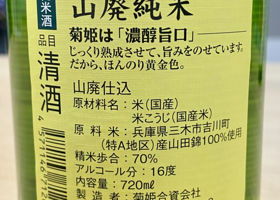 米酒
山廃純米
菊姫は「濃醇旨口」
じっくり熟成させて、旨みをのせています。
だから、ほんのり黄金色。
品目
清酒
山廃仕込
原材料名：米（国産）
米こうじ（国産米）
原料米：兵庫県三木市吉川町
（特A地区）産山田錦100％使用
精米歩合：70％
アルコール分：16度
内容量：720ml
製造者：菊姫合資会社
4 571146 712